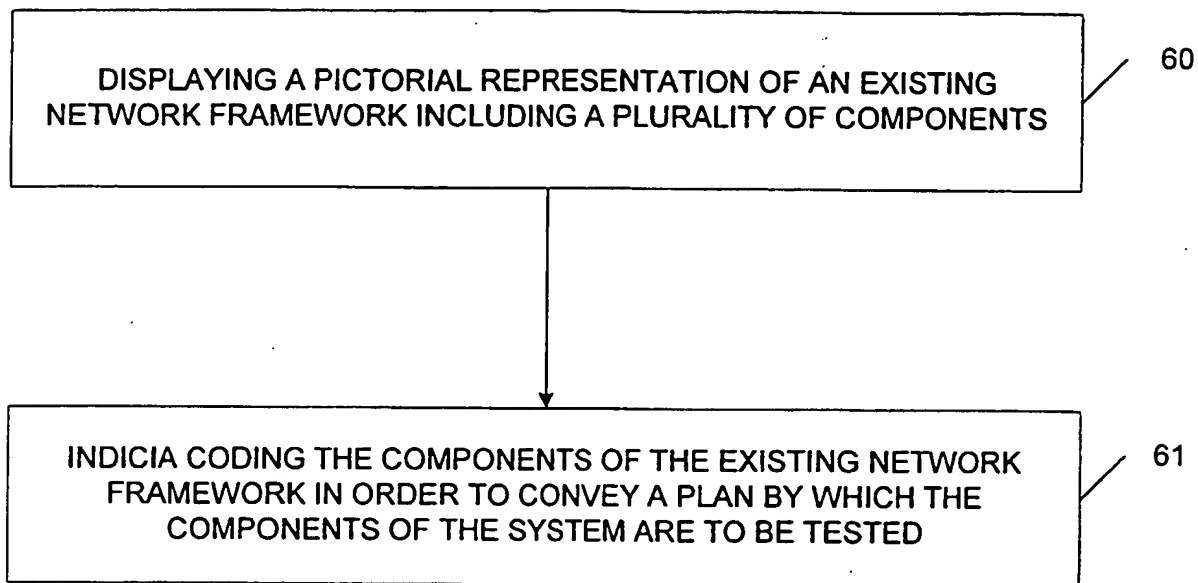 DISPLAYING A PICTORIAL REPRESENTATION OF AN EXISTING
NETWORK FRAMEWORK INCLUDING A PLURALITY OF COMPONENTS
60
INDICIA CODING THE COMPONENTS OF THE EXISTING NETWORK
FRAMEWORK IN ORDER TO CONVEY A PLAN BY WHICH THE
COMPONENTS OF THE SYSTEM ARE TO BE TESTED
61